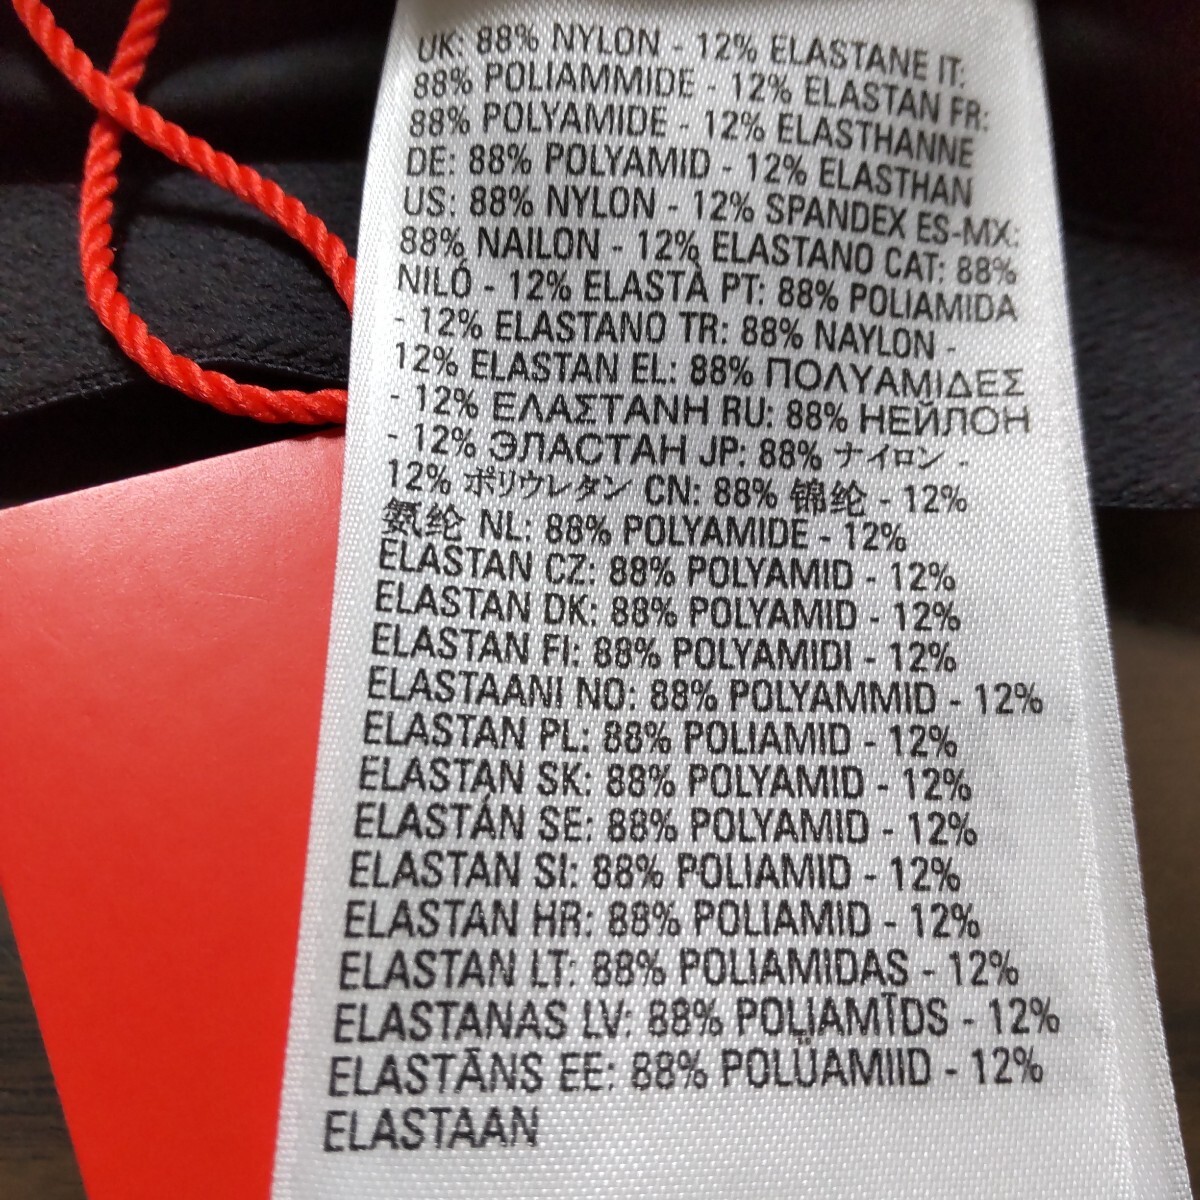 UK: 88% NYLON - 12% ELASTANE IT:
88% POLIAMMIDE - 12% ELASTAN FR:
88% POLYAMIDE - 12% ELASTHANNE
DE: 88% POLYAMID - 12% ELASTHAN
US: 88% NYLON - 12% SPANDEX ES-MX:
88% NAILON - 12% ELASTANO CAT: 88%
NILÓ - 12% ELASTÀ PT: 88% POLIAMIDA
- 12% ELASTANO TR: 88% NAYLON -
12% ELASTAN EL: 88% ΠΟΛΥΑΜΙΔΕΣ
- 12% ΕΛΑΣΤΑΝΗ RU: 88% НЕЙЛОН
- 12% ЭЛАСТАН JP: 88% ナイロン -
12% ポリウレタン CN: 88% 锦纶 - 12%
氨纶 NL: 88% POLYAMIDE - 12%
ELASTAN CZ: 88% POLYAMID - 12%
ELASTAN DK: 88% POLYAMID - 12%
ELASTAN FI: 88% POLYAMIDI - 12%
ELASTAANI NO: 88% POLYAMMID - 12%
ELASTAN PL: 88% POLIAMID - 12%
ELASTAN SK: 88% POLYAMID - 12%
ELASTÁN SE: 88% POLYAMID - 12%
ELASTAN SI: 88% POLIAMID - 12%
ELASTAN HR: 88% POLIAMID - 12%
ELASTAN LT: 88% POLIAMIDAS - 12%
ELASTANAS LV: 88% POĻIAMĪDS - 12%
ELASTĀNS EE: 88% POLÜAMIID - 12%
ELASTAAN